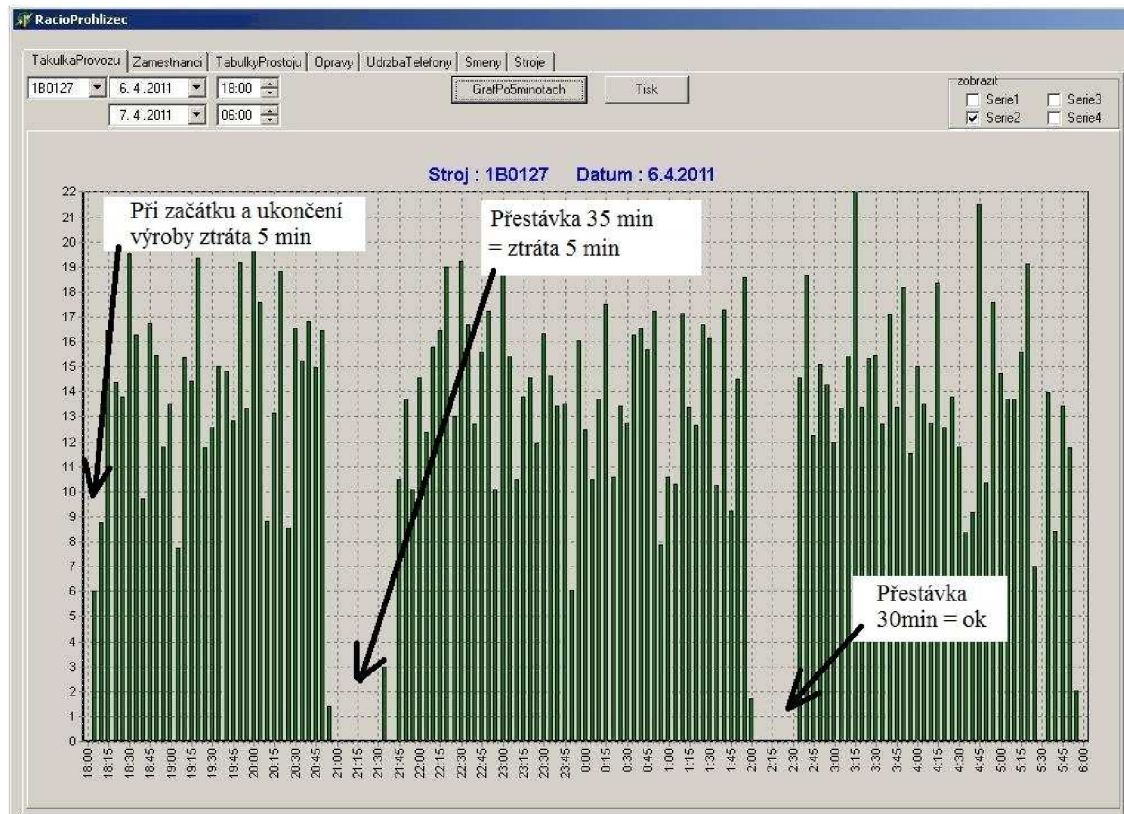 RacioProhlizec
TakulkaProvozu Zamestnanci TabulkyProstoju Opravy UdrzbaTelefony Smeny Stroje
1B0127 6. 4 .2011 18:00 GrafPo5minotach Tisk zobrazit
Serie1 Serie3
7. 4 .2011 06:00 Serie2 Serie4
Stroj : 1B0127 Datum : 6.4.2011
Při začátku a ukončení
výroby ztráta 5 min
Přestávka 35 min
= ztráta 5 min
Přestávka
30min = ok
22
21
20
19
18
17
16
15
14
13
12
11
10
9
8
7
6
5
4
3
2
1
0
18:00 18:15 18:30 18:45 19:00 19:15 19:30 19:45 20:00 20:15 20:30 20:45 21:00 21:15 21:30 21:45 22:00 22:15 22:30 22:45 23:00 23:15 23:30 23:45 0:00 0:15 0:30 0:45 1:00 1:15 1:30 1:45 2:00 2:15 2:30 2:45 3:00 3:15 3:30 3:45 4:00 4:15 4:30 4:45 5:00 5:15 5:30 5:45 6:00